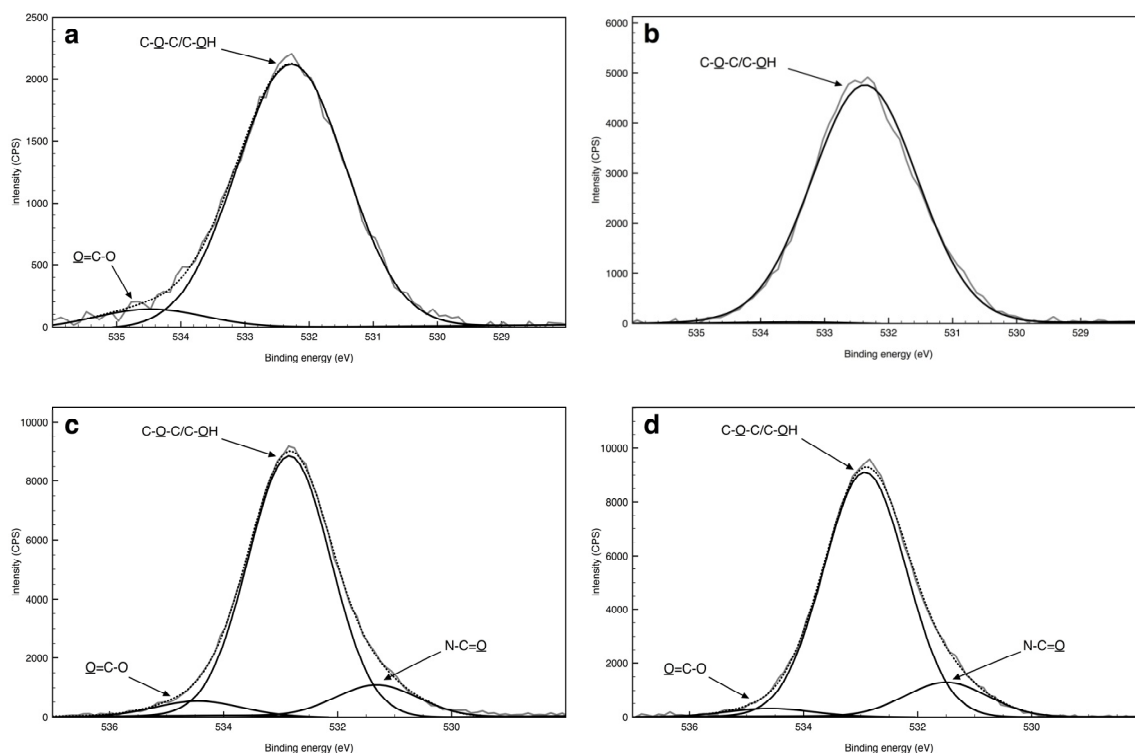 a
C-O-C/C-OH
O=C-O
2500
2000
1500
1000
500
0
535
534
533
532
531
530
529
intensity (CPS)
Binding energy (eV)
b
C-O-C/C-OH
6000
5000
4000
3000
2000
1000
0
535
534
533
532
531
530
529
Intensity (CPS)
Binding energy (eV)
c
C-O-C/C-OH
N-C=O
O=C-O
10000
8000
6000
4000
2000
0
536
534
532
530
intensity (CPS)
Binding energy (eV)
d
C-O-C/C-OH
N-C=O
O=C-O
10000
8000
6000
4000
2000
0
536
534
532
530
intensity (CPS)
Binding energy (eV)